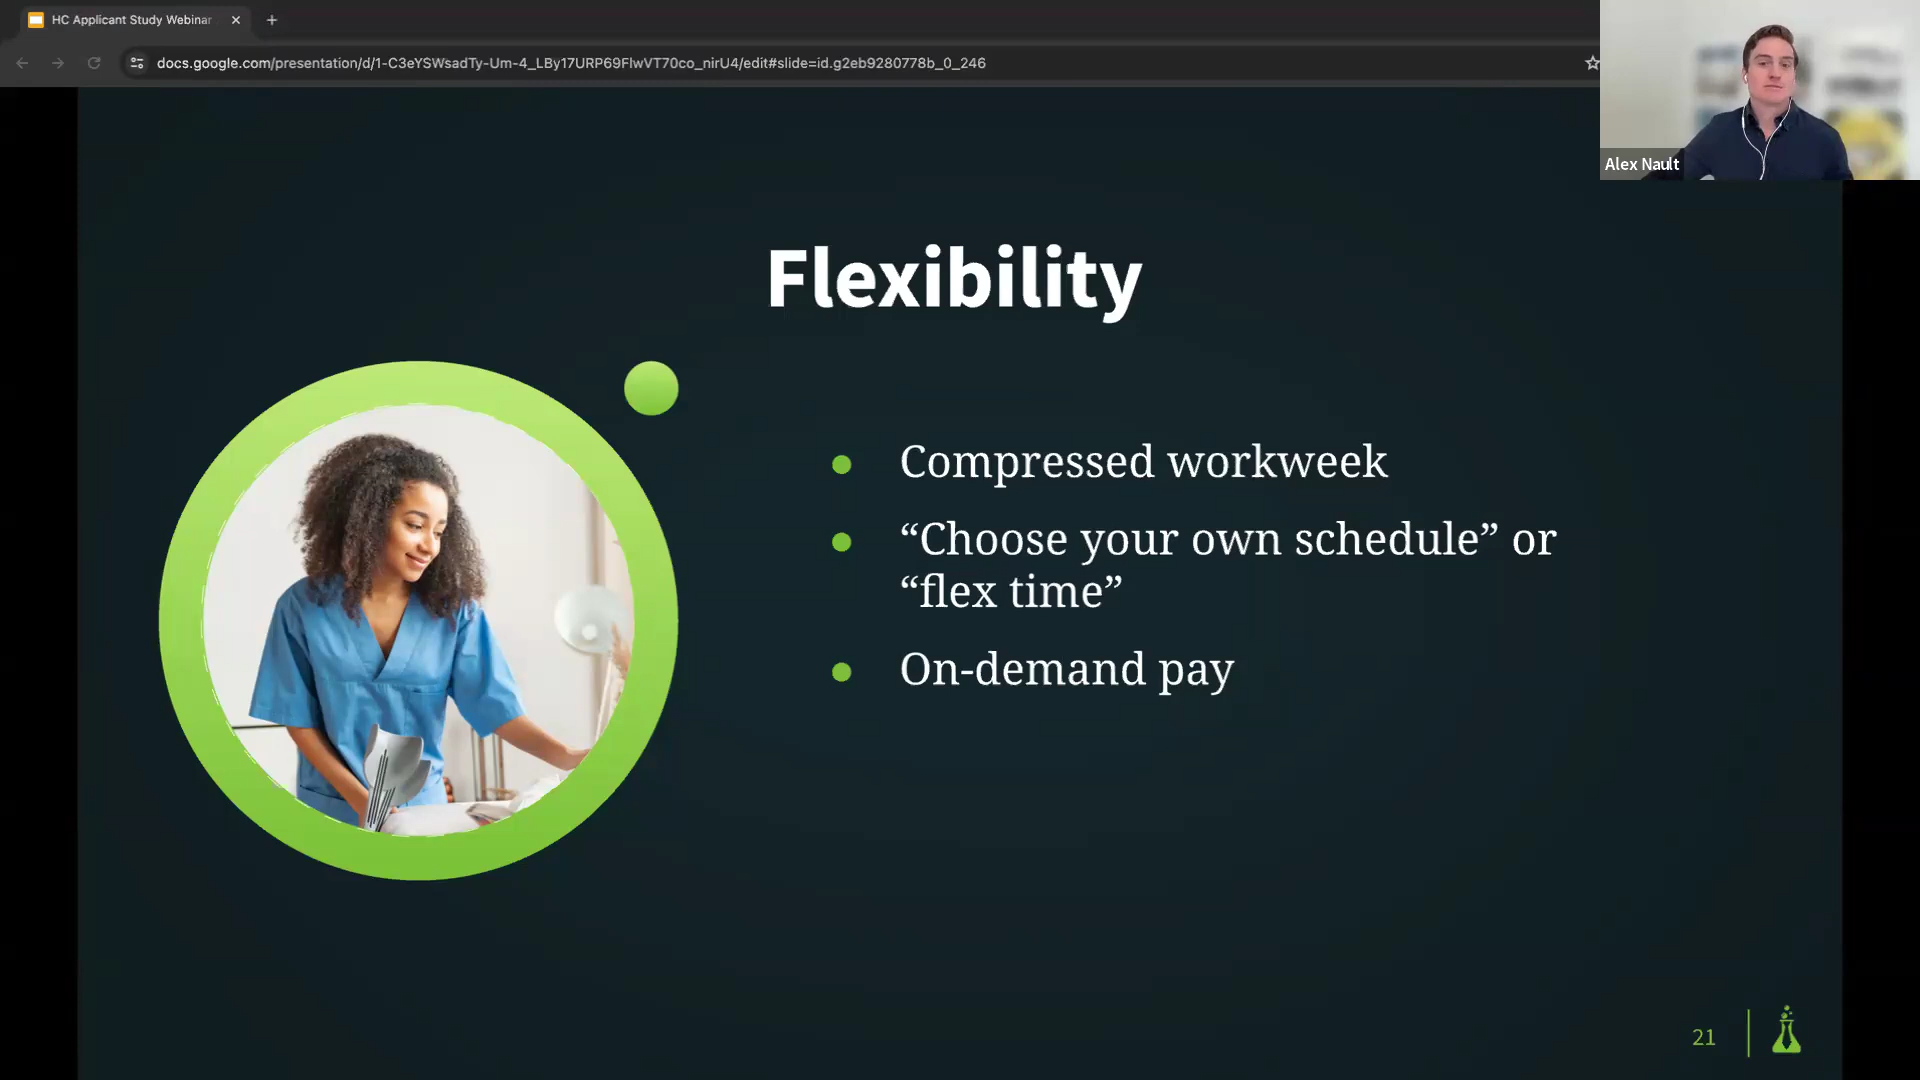 HC Applicant Study Webinar
docs.google.com/presentation/d/1-C3eYSWsadTy-Um-4_LBy17URP69FlwVT70co_nirU4/edit#slide=id.g2eb9280778b_0_246
Alex Nault
Flexibility
Compressed workweek
“Choose your own schedule” or
“flex time”
On-demand pay
21